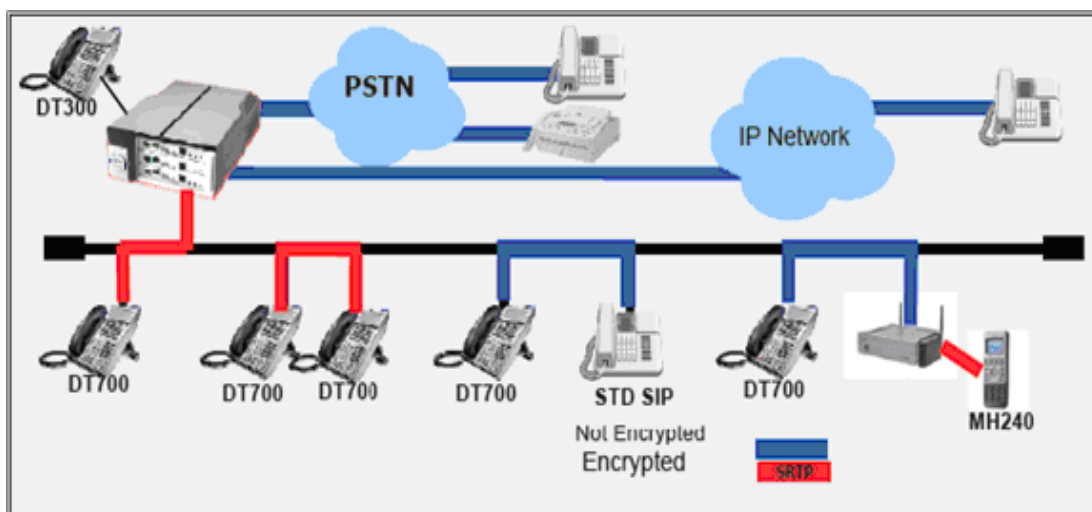 PSTN
DT300
IP Network
DT700
DT700
DT700
DT700
STD SIP
DT700
MH240
Not Encrypted
Encrypted
SRTP